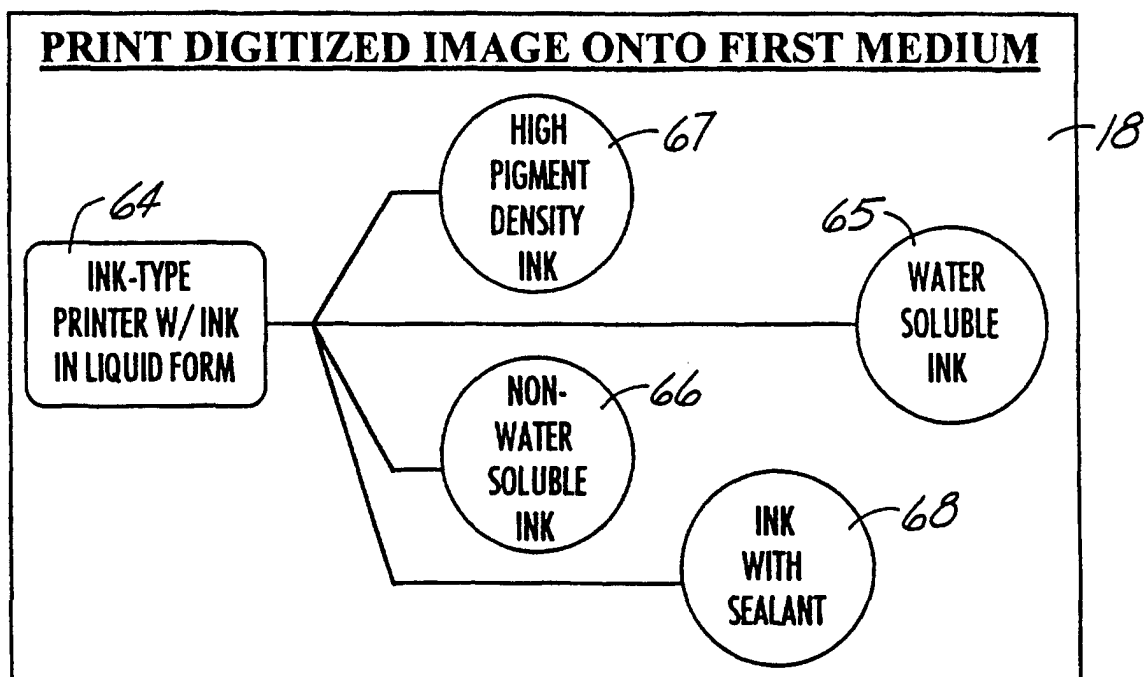 PRINT DIGITIZED IMAGE ONTO FIRST MEDIUM
18
67
HIGH
PIGMENT
DENSITY
INK
64
INK-TYPE
PRINTER W/ INK
IN LIQUID FORM
65
WATER
SOLUBLE
INK
66
NON-
WATER
SOLUBLE
INK
68
INK
WITH
SEALANT